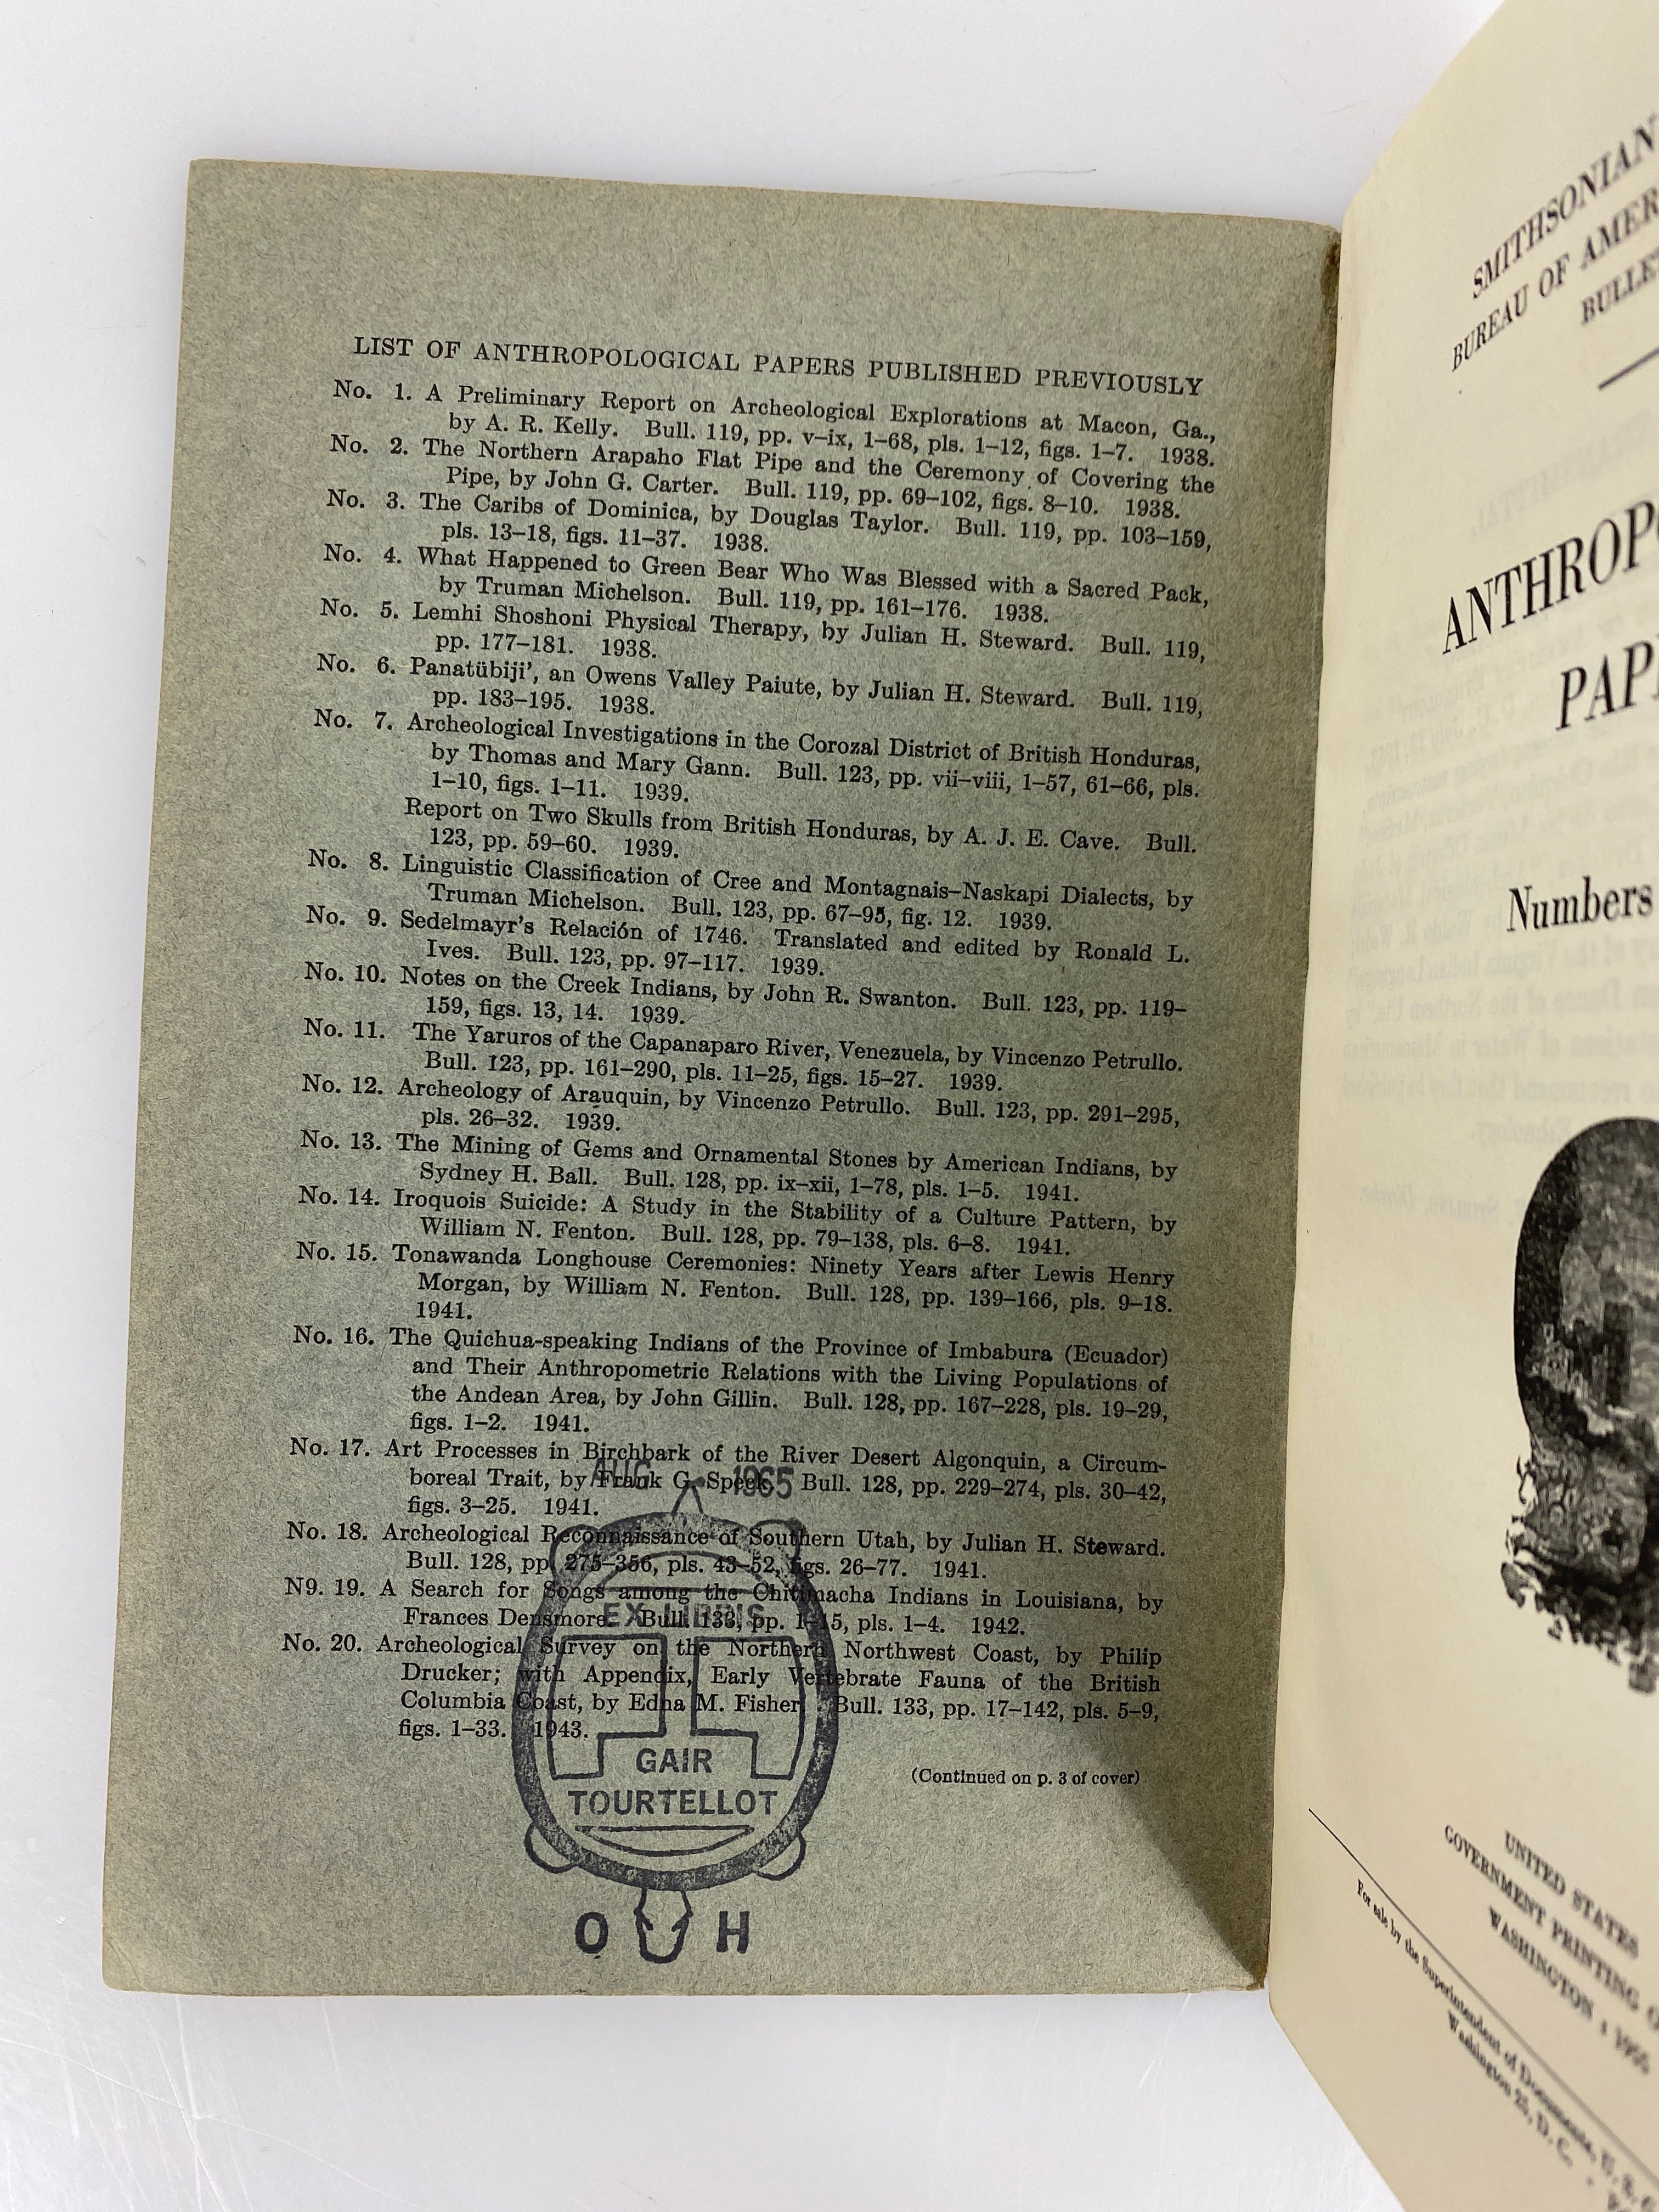 LIST OF ANTHROPOLOGICAL PAPERS PUBLISHED PREVIOUSLY
No. 1. A Preliminary Report on Archeological Explorations at Macon, Ga.,
by A. R. Kelly. Bull. 119, pp. v–ix, 1–68, pls. 1–12, figs. 1–7. 1938.
No. 2. The Northern Arapaho Flat Pipe and the Ceremony of Covering the
Pipe, by John G. Carter. Bull. 119, pp. 69–102, figs. 8–10. 1938.
No. 3. The Caribs of Dominica, by Douglas Taylor. Bull. 119, pp. 103–159,
pls. 13–18, figs. 11–37. 1938.
No. 4. What Happened to Green Bear Who Was Blessed with a Sacred Pack,
by Truman Michelson. Bull. 119, pp. 161–176. 1938.
No. 5. Lemhi Shoshoni Physical Therapy, by Julian H. Steward. Bull. 119,
pp. 177–181. 1938.
No. 6. Panatübiji', an Owens Valley Paiute, by Julian H. Steward. Bull. 119,
pp. 183–195. 1938.
No. 7. Archeological Investigations in the Corozal District of British Honduras,
by Thomas and Mary Gann. Bull. 123, pp. vii–viii, 1–57, 61–66, pls.
1–10, figs. 1–11. 1939.
Report on Two Skulls from British Honduras, by A. J. E. Cave. Bull.
123, pp. 59–60. 1939.
No. 8. Linguistic Classification of Cree and Montagnais–Naskapi Dialects, by
Truman Michelson. Bull. 123, pp. 67–95, fig. 12. 1939.
No. 9. Sedelmayr's Relación of 1746. Translated and edited by Ronald L.
Ives. Bull. 123, pp. 97–117. 1939.
No. 10. Notes on the Creek Indians, by John R. Swanton. Bull. 123, pp. 119–
159, figs. 13, 14. 1939.
No. 11. The Yaruros of the Capanaparo River, Venezuela, by Vincenzo Petrullo.
Bull. 123, pp. 161–290, pls. 11–25, figs. 15–27. 1939.
No. 12. Archeology of Arauquin, by Vincenzo Petrullo. Bull. 123, pp. 291–295,
pls. 26–32. 1939.
No. 13. The Mining of Gems and Ornamental Stones by American Indians, by
Sydney H. Ball. Bull. 128, pp. ix–xii, 1–78, pls. 1–5. 1941.
No. 14. Iroquois Suicide: A Study in the Stability of a Culture Pattern, by
William N. Fenton. Bull. 128, pp. 79–138, pls. 6–8. 1941.
No. 15. Tonawanda Longhouse Ceremonies: Ninety Years after Lewis Henry
Morgan, by William N. Fenton. Bull. 128, pp. 139–166, pls. 9–18.
1941.
No. 16. The Quichua-speaking Indians of the Province of Imbabura (Ecuador)
and Their Anthropometric Relations with the Living Populations of
the Andean Area, by John Gillin. Bull. 128, pp. 167–228, pls. 19–29,
figs. 1–2. 1941.
No. 17. Art Processes in Birchbark of the River Desert Algonquin, a Circum-
boreal Trait, by Frank G. Speck. Bull. 128, pp. 229–274, pls. 30–42,
figs. 3–25. 1941.
No. 18. Archeological Reconnaissance of Southern Utah, by Julian H. Steward.
Bull. 128, pp. 275–356, pls. 43–52, figs. 26–77. 1941.
N9. 19. A Search for Songs among the Chitimacha Indians in Louisiana, by
Frances Densmore. Bull. 133, pp. 1–15, pls. 1–4. 1942.
No. 20. Archeological Survey on the Northern Northwest Coast, by Philip
Drucker; with Appendix, Early Vertebrate Fauna of the British
Columbia Coast, by Edna M. Fisher. Bull. 133, pp. 17–142, pls. 5–9,
figs. 1–33. 1943.
(Continued on p. 3 of cover)
AUG 1965
EX LIBRIS
GAIR
TOURTELLOT
O H
SMITHSONIAN
BUREAU OF AMER
BULLE
ANTHROPO
PAP
Numbers
UNITED STATES
GOVERNMENT PRINTING O
WASHINGTON : 1955
For sale by the Superintendent of Documents, U. S.
Washington 25, D. C.